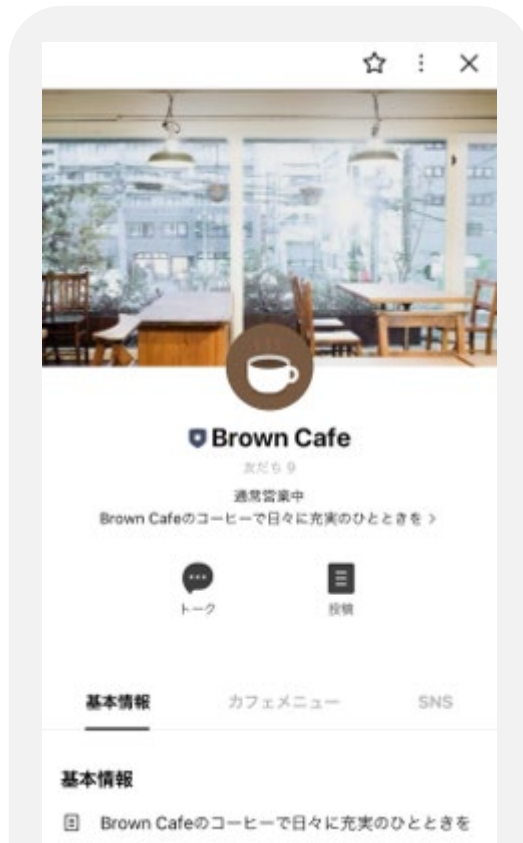 Brown Cafe
友だち 9
通常営業中
Brown Cafeのコーヒーで日々に充実のひとときを
トーク 投稿
基本情報 カフェメニュー SNS
基本情報
Brown Cafeのコーヒーで日々に充実のひとときを